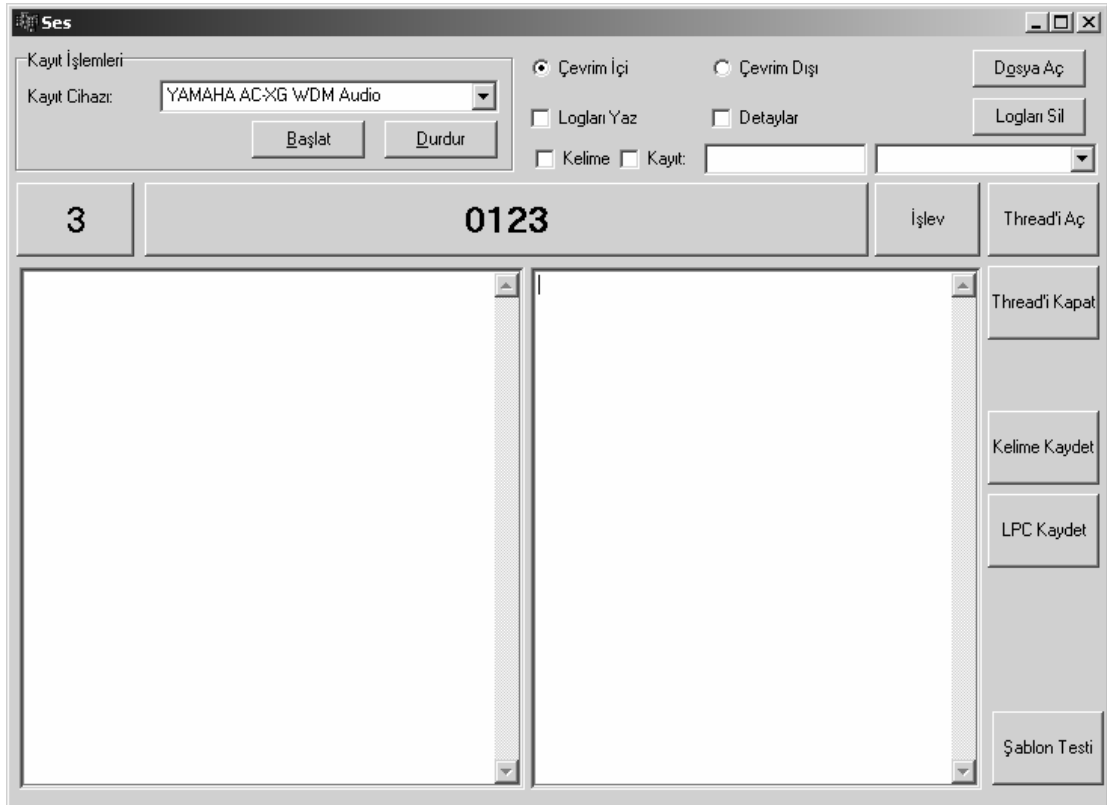 Ses
Kayıt İşlemleri
Kayıt Cihazı: YAMAHA AC-XG WDM Audio
Başlat Durdur
Çevrim İçi Çevrim Dışı Dosya Aç
Logları Yaz Detaylar Logları Sil
Kelime Kayıt:
3 0123 İşlev Thread'i Aç
Thread'i Kapat
Kelime Kaydet
LPC Kaydet
Şablon Testi